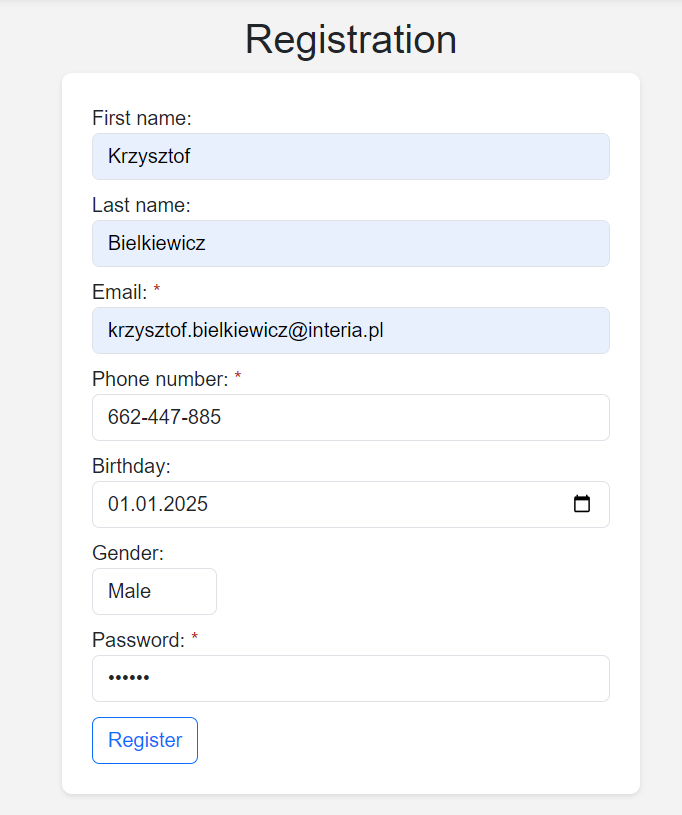 Registration
First name:
Krzysztof
Last name:
Bielkiewicz
Email: *
krzysztof.bielkiewicz@interia.pl
Phone number: *
662-447-885
Birthday:
01.01.2025
Gender:
Male
Password: *
••••••
Register